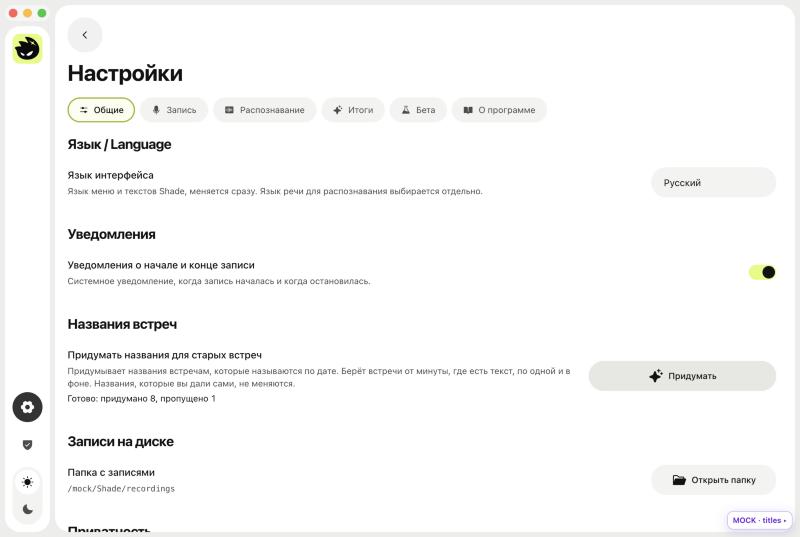 Настройки
Общие
Запись
Распознавание
Итоги
Бета
О программе
Язык / Language
Язык интерфейса
Язык меню и текстов Shade, меняется сразу. Язык речи для распознавания выбирается отдельно.
Русский
Уведомления
Уведомления о начале и конце записи
Системное уведомление, когда запись началась и когда остановилась.
Названия встреч
Придумать названия для старых встреч
Придумывает названия встречам, которые называются по дате. Берёт встречи от минуты, где есть текст, по одной и в
фоне. Названия, которые вы дали сами, не меняются.
Готово: придумано 8, пропущено 1
Придумать
Записи на диске
Папка с записями
/mock/Shade/recordings
Открыть папку
Приватность
MOCK · titles